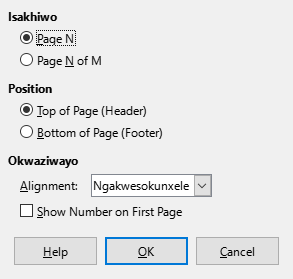 Isakhiwo
Page N
Page N of M
Position
Top of Page (Header)
Bottom of Page (Footer)
Okwaziwayo
Alignment: Ngakwesokunxele
Show Number on First Page
Help OK Cancel